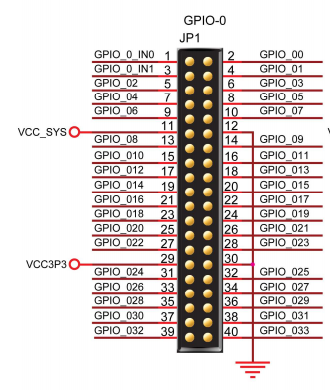 GPIO-0
JP1
GPIO_0_IN0 1 2 GPIO_00
GPIO_0_IN1 3 4 GPIO_01
GPIO_02 5 6 GPIO_03
GPIO_04 7 8 GPIO_05
GPIO_06 9 10 GPIO_07
VCC_SYS 11 12
GPIO_08 13 14 GPIO_09
GPIO_010 15 16 GPIO_011
GPIO_012 17 18 GPIO_013
GPIO_014 19 20 GPIO_015
GPIO_016 21 22 GPIO_017
GPIO_018 23 24 GPIO_019
GPIO_020 25 26 GPIO_021
GPIO_022 27 28 GPIO_023
VCC3P3 29 30
GPIO_024 31 32 GPIO_025
GPIO_026 33 34 GPIO_027
GPIO_028 35 36 GPIO_029
GPIO_030 37 38 GPIO_031
GPIO_032 39 40 GPIO_033